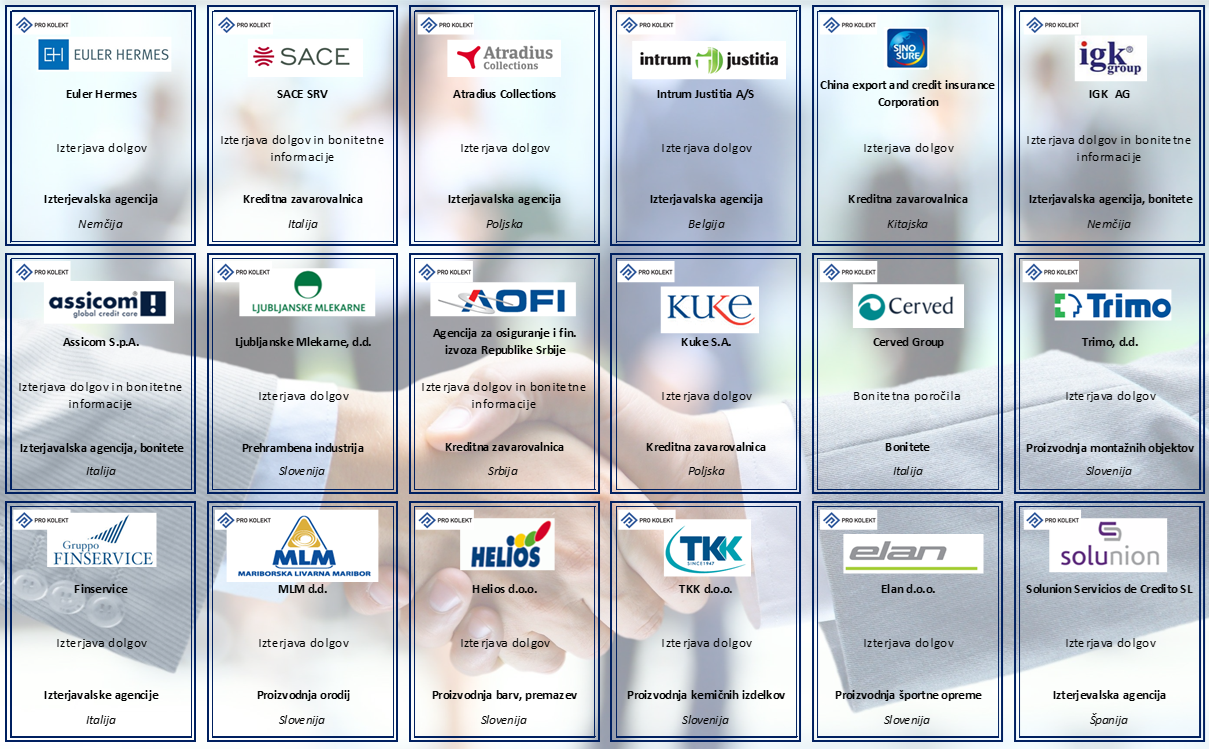 PRO KOLEKT
EH EULER HERMES
Euler Hermes
Izterjava dolgov
Izterjevalska agencija
Nemčija
PRO KOLEKT
SACE
SACE SRV
Izterjava dolgov in bonitetne
informacije
Kreditna zavarovalnica
Italija
PRO KOLEKT
Atradius
Collections
Atradius Collections
Izterjava dolgov
Izterjavalska agencija
Poljska
PRO KOLEKT
intrum justitia
Intrum Justitia A/S
Izterjava dolgov
Izterjavalska agencija
Belgija
PRO KOLEKT
SINO
SURE
China export and credit insurance
Corporation
Izterjava dolgov
Kreditna zavarovalnica
Kitajska
PRO KOLEKT
igk®
group
IGK AG
Izterjava dolgov in bonitetne
informacije
Izterjavalska agencija, bonitete
Nemčija
PRO KOLEKT
assicom!
global credit care
Assicom S.p.A.
Izterjava dolgov in bonitetne
informacije
Izterjavalska agencija, bonitete
Italija
PRO KOLEKT
LJUBLJANSKE MLEKARNE
Ljubljanske Mlekarne, d.d.
Izterjava dolgov
Prehrambena industrija
Slovenija
PRO KOLEKT
AOFI
Agencija za osiguranje i fin.
izvoza Republike Srbije
Izterjava dolgov in bonitetne
informacije
Kreditna zavarovalnica
Srbija
PRO KOLEKT
KUKE
Kuke S.A.
Izterjava dolgov
Kreditna zavarovalnica
Poljska
PRO KOLEKT
Cerved
Cerved Group
Bonitetna poročila
Bonitete
Italija
PRO KOLEKT
Trimo
Trimo, d.d.
Izterjava dolgov
Proizvodnja montažnih objektov
Slovenija
PRO KOLEKT
Gruppo
FINSERVICE
Finservice
Izterjava dolgov
Izterjavalske agencije
Italija
PRO KOLEKT
MLM
MARIBORSKA LIVARNA MARIBOR
MLM d.d.
Izterjava dolgov
Proizvodnja orodij
Slovenija
PRO KOLEKT
HELIOS
Helios d.o.o.
Izterjava dolgov
Proizvodnja barv, premazev
Slovenija
PRO KOLEKT
TKK
SINCE1947
TKK d.o.o.
Izterjava dolgov
Proizvodnja kemičnih izdelkov
Slovenija
PRO KOLEKT
elan
Elan d.o.o.
Izterjava dolgov
Proizvodnja športne opreme
Slovenija
PRO KOLEKT
solunion
Solunion Servicios de Credito SL
Izterjava dolgov
Izterjevalska agencija
Španija